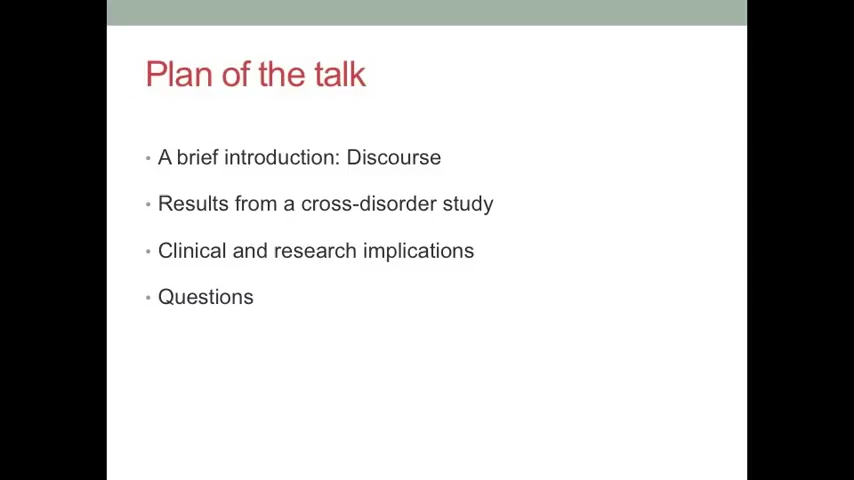 Plan of the talk
• A brief introduction: Discourse
• Results from a cross-disorder study
• Clinical and research implications
• Questions